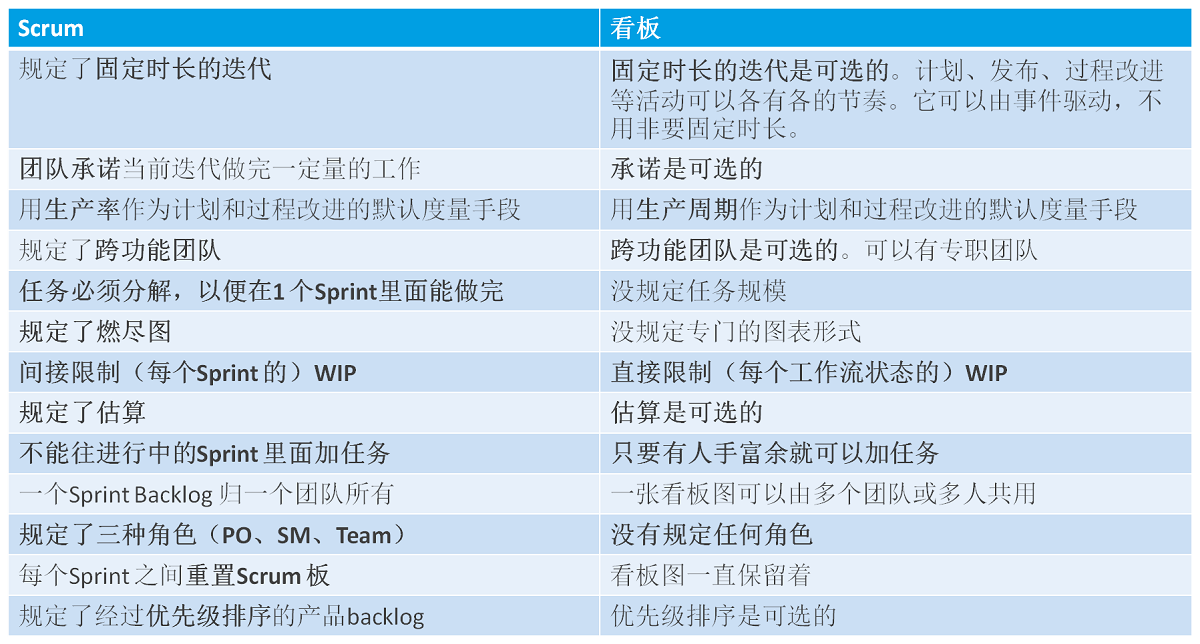 Scrum
看板
规定了固定时长的迭代
固定时长的迭代是可选的。计划、发布、过程改进
等活动可以各有各的节奏。它可以由事件驱动，不
用非要固定时长。
团队承诺当前迭代做完一定量的工作
承诺是可选的
用生产率作为计划和过程改进的默认度量手段
用生产周期作为计划和过程改进的默认度量手段
规定了跨功能团队
跨功能团队是可选的。可以有专职团队
任务必须分解，以便在1个Sprint里面能做完
没规定任务规模
规定了燃尽图
没规定专门的图表形式
间接限制（每个Sprint的）WIP
直接限制（每个工作流状态的）WIP
规定了估算
估算是可选的
不能往进行中的Sprint里面加任务
只要有人手富余就可以加任务
一个Sprint Backlog 归一个团队所有
一张看板图可以由多个团队或多人共用
规定了三种角色（PO、SM、Team）
没有规定任何角色
每个Sprint之间重置Scrum板
看板图一直保留着
规定了经过优先级排序的产品backlog
优先级排序是可选的